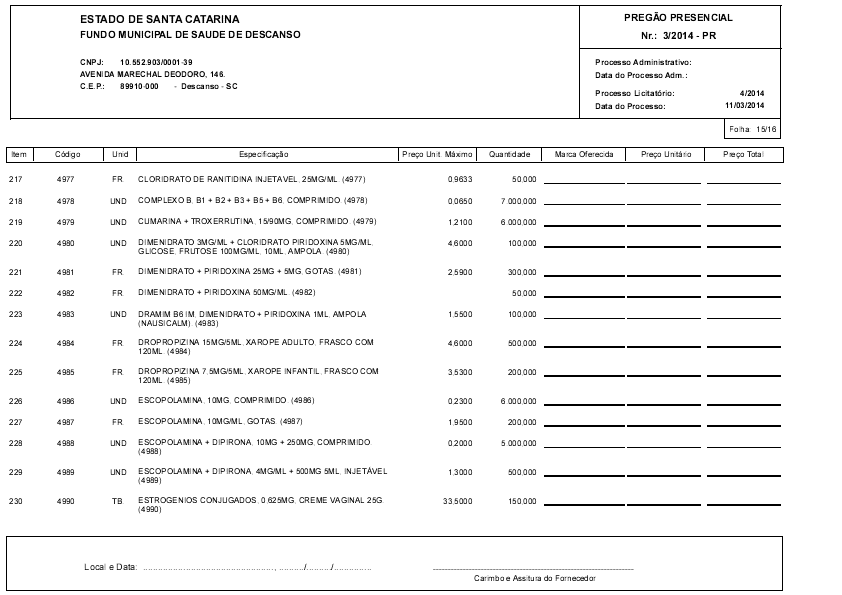 ESTADO DE SANTA CATARINA
FUNDO MUNICIPAL DE SAUDE DE DESCANSO
CNPJ: 10.552.903/0001-39
AVENIDA MARECHAL DEODORO, 146.
C.E.P.: 89910-000 - Descanso - SC
PREGÃO PRESENCIAL
Nr.: 3/2014 - PR
Processo Administrativo:
Data do Processo Adm.:
Processo Licitatório: 4/2014
Data do Processo: 11/03/2014
Folha: 15/16
Item Código Unid Especificação Preço Unit. Máximo Quantidade Marca Oferecida Preço Unitário Preço Total
217 4977 FR. CLORIDRATO DE RANITIDINA INJETAVEL, 25MG/ML. (4977) 0,9633 50,000
218 4978 UND COMPLEXO B, B1 + B2 + B3 + B5 + B6, COMPRIMIDO. (4978) 0,0650 7.000,000
219 4979 UND CUMARINA + TROXERRUTINA, 15/90MG, COMPRIMIDO. (4979) 1,2100 6.000,000
220 4980 UND DIMENIDRATO 3MG/ML + CLORIDRATO PIRIDOXINA 5MG/ML, 4,6000 100,000
GLICOSE, FRUTOSE 100MG/ML, 10ML, AMPOLA. (4980)
221 4981 FR. DIMENIDRATO + PIRIDOXINA 25MG + 5MG, GOTAS. (4981) 2,5900 300,000
222 4982 FR. DIMENIDRATO + PIRIDOXINA 50MG/ML. (4982) 50,000
223 4983 UND DRAMIM B6 IM, DIMENIDRATO + PIRIDOXINA 1ML, AMPOLA 1,5500 100,000
(NAUSICALM). (4983)
224 4984 FR. DROPROPIZINA 15MG/5ML, XAROPE ADULTO, FRASCO COM 4,6000 500,000
120ML. (4984)
225 4985 FR. DROPROPIZINA 7,5MG/5ML, XAROPE INFANTIL, FRASCO COM 3,5300 200,000
120ML. (4985)
226 4986 UND ESCOPOLAMINA, 10MG, COMPRIMIDO. (4986) 0,2300 6.000,000
227 4987 FR. ESCOPOLAMINA, 10MG/ML, GOTAS. (4987) 1,9500 200,000
228 4988 UND ESCOPOLAMINA + DIPIRONA, 10MG + 250MG, COMPRIMIDO. 0,2000 5.000,000
(4988)
229 4989 UND ESCOPOLAMINA + DIPIRONA, 4MG/ML + 500MG 5ML, INJETÁVEL. 1,3000 500,000
(4989)
230 4990 TB. ESTROGENIOS CONJUGADOS, 0,625MG, CREME VAGINAL 25G. 33,5000 150,000
(4990)
Local e Data: ...................................................., ........../........../...............
Carimbo e Assitura do Fornecedor